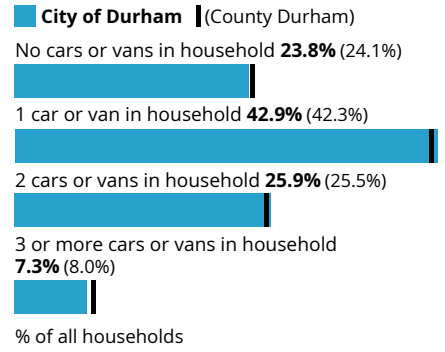 City of Durham (County Durham)
No cars or vans in household 23.8% (24.1%)
1 car or van in household 42.9% (42.3%)
2 cars or vans in household 25.9% (25.5%)
3 or more cars or vans in household
7.3% (8.0%)
% of all households